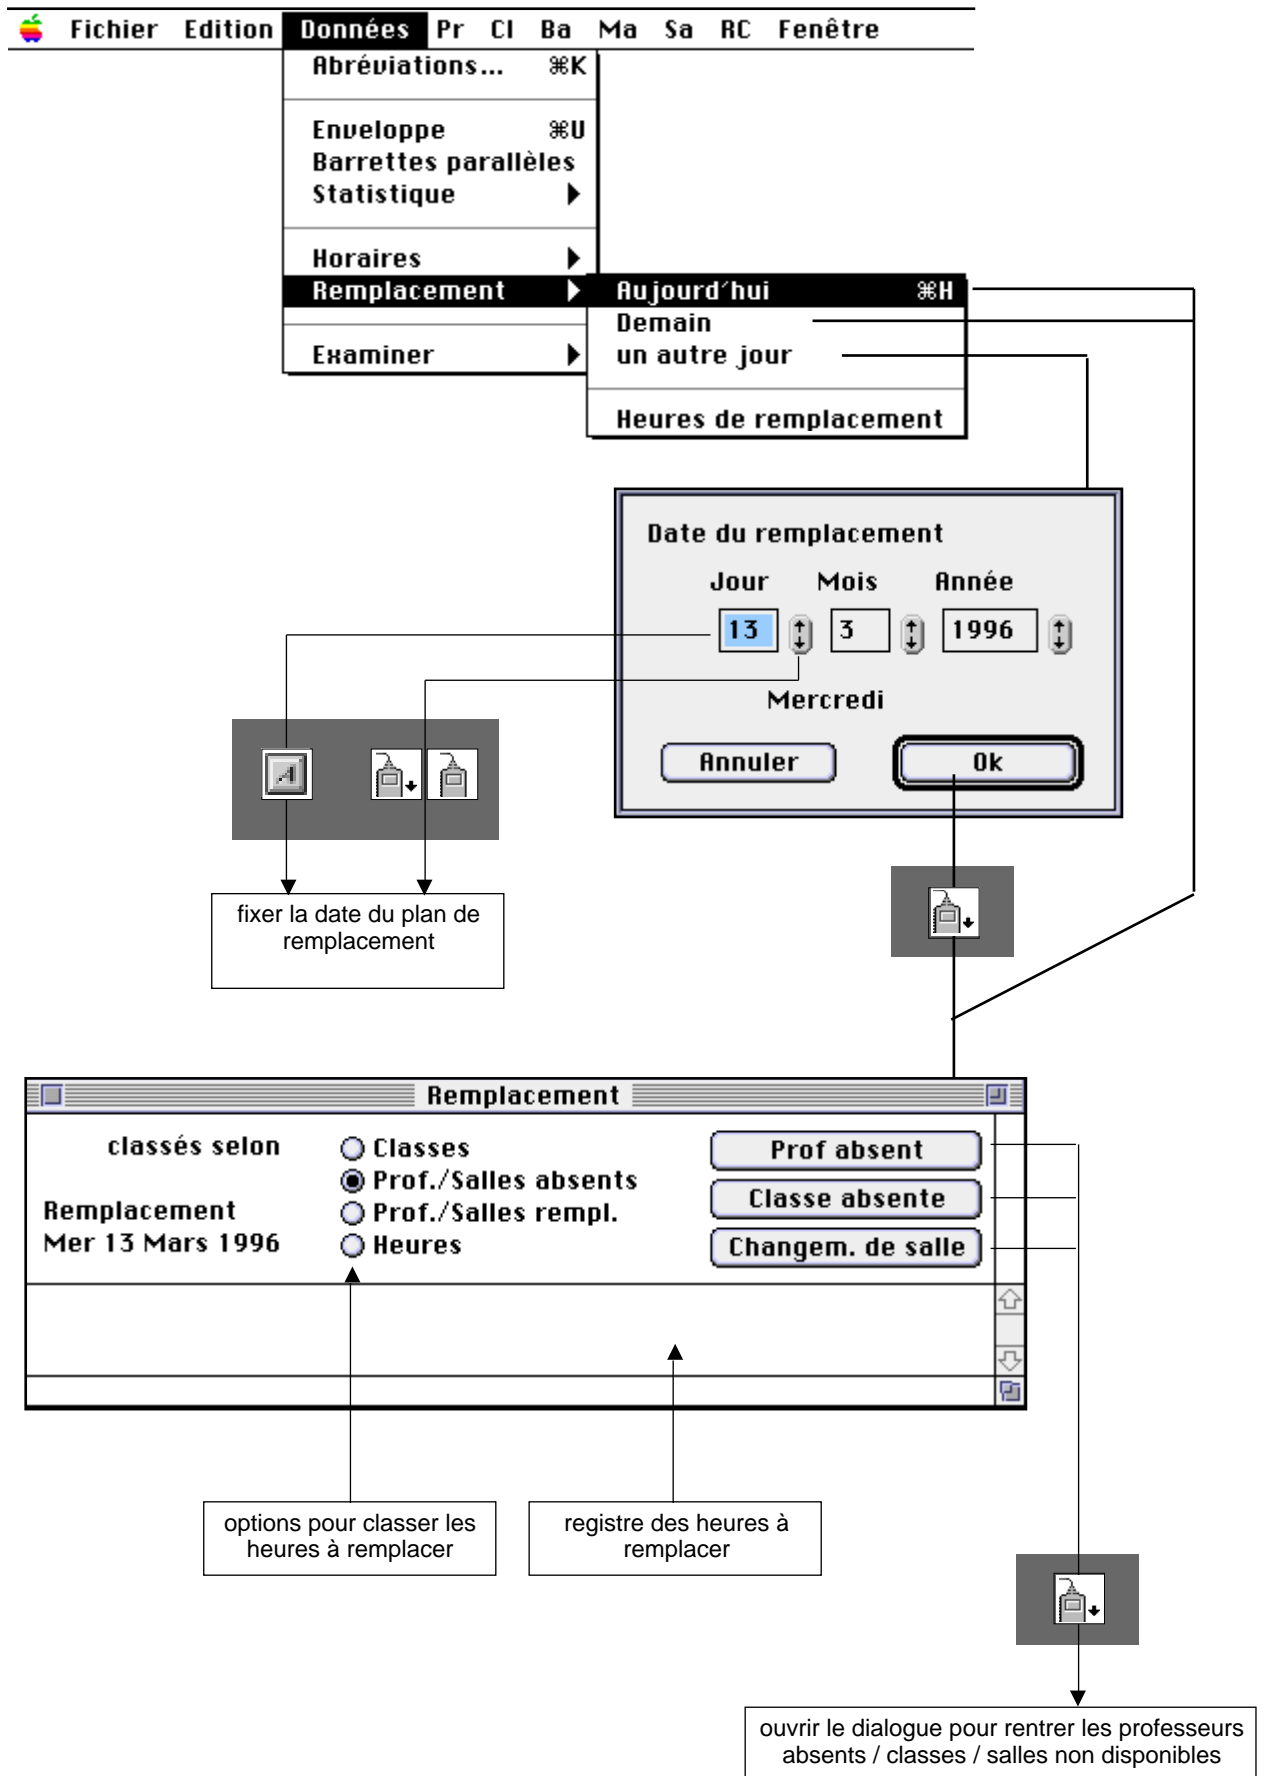 Fichier Edition Données Pr Cl Ba Ma Sa RC Fenêtre
Abréviations... ⌘K
Enveloppe ⌘U
Barrettes parallèles
Statistique
Horaires
Remplacement
Examiner
Aujourd'hui ⌘H
Demain
un autre jour
Heures de remplacement
Date du remplacement
Jour Mois Année
13 3 1996
Mercredi
Annuler Ok
A
fixer la date du plan de
remplacement
Remplacement
classés selon
Remplacement
Mer 13 Mars 1996
Classes
Prof./Salles absents
Prof./Salles rempl.
Heures
Prof absent
Classe absente
Changem. de salle
options pour classer les
heures à remplacer
registre des heures à
remplacer
ouvrir le dialogue pour rentrer les professeurs
absents / classes / salles non disponibles